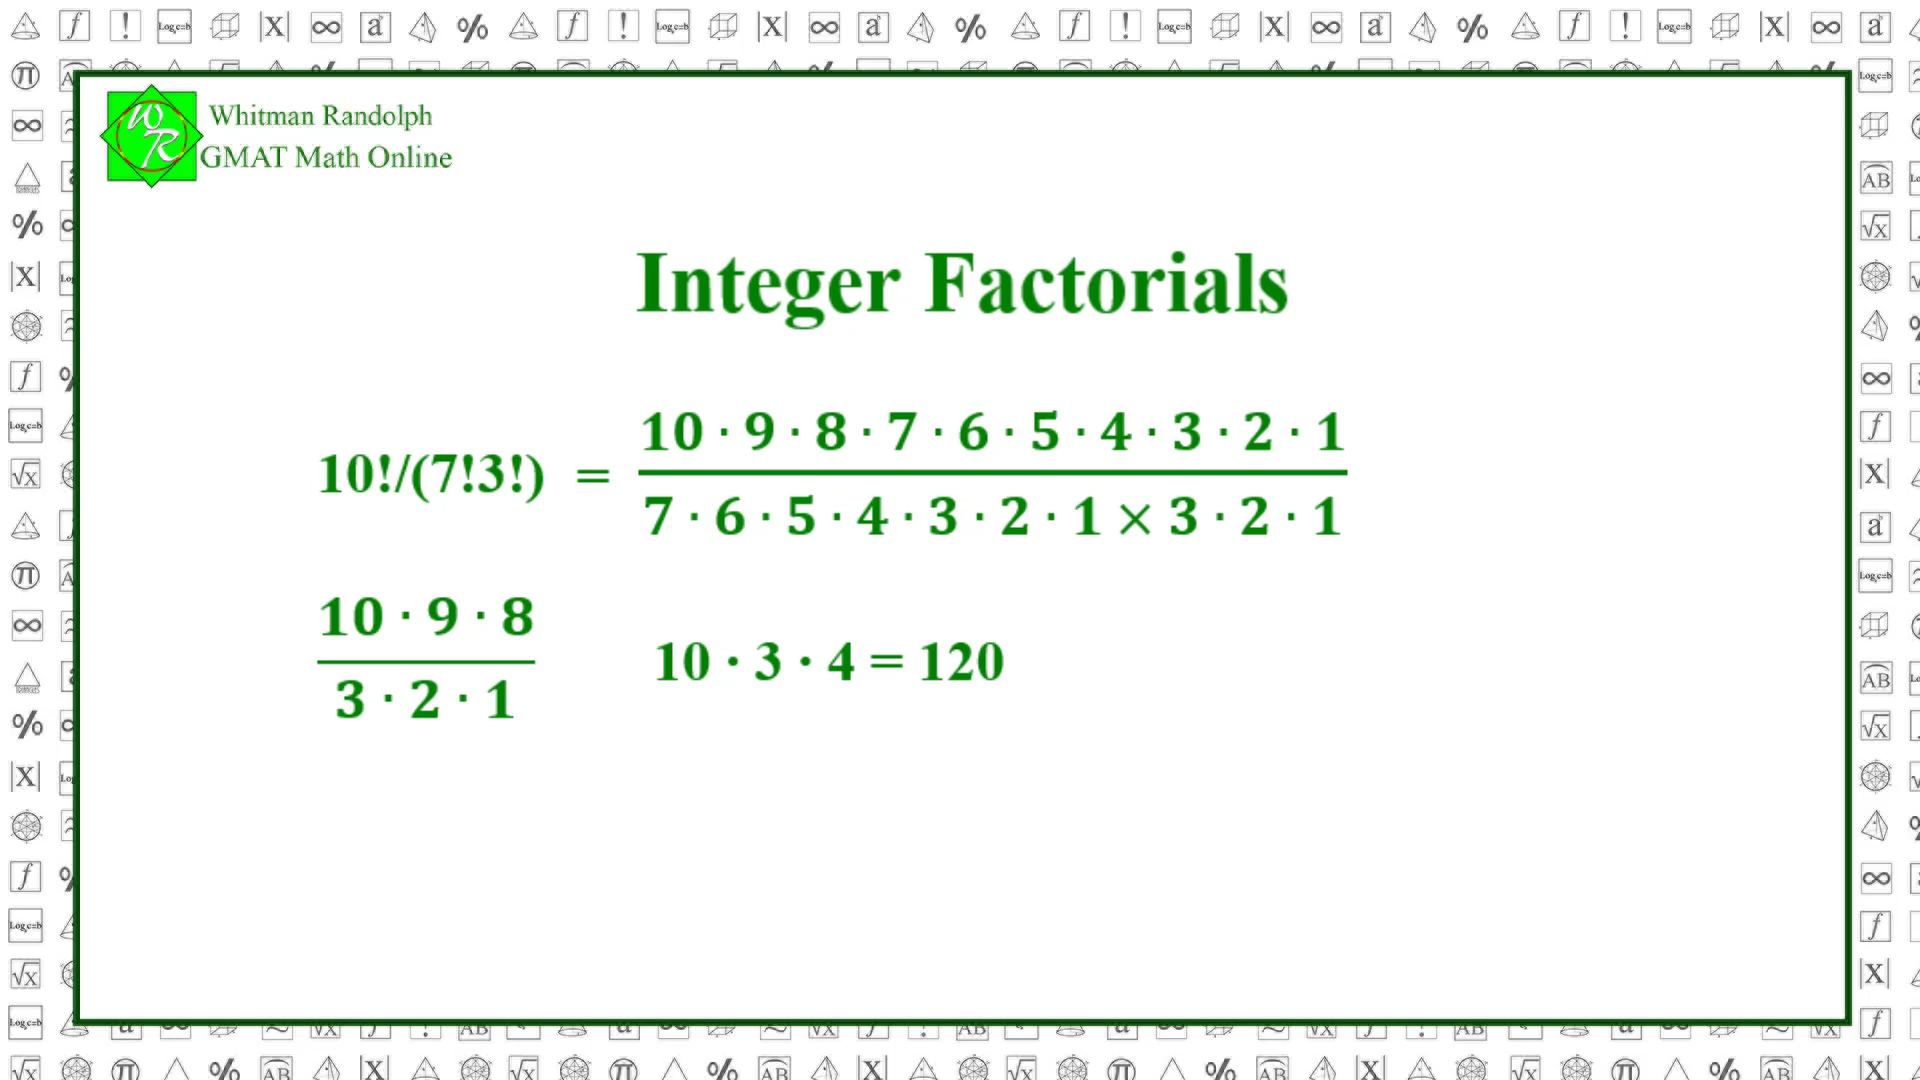 Whitman Randolph
GMAT Math Online
Integer Factorials
10!/(7!3!) = 10 · 9 · 8 · 7 · 6 · 5 · 4 · 3 · 2 · 1
7 · 6 · 5 · 4 · 3 · 2 · 1 × 3 · 2 · 1
10 · 9 · 8
3 · 2 · 1
10 · 3 · 4 = 120